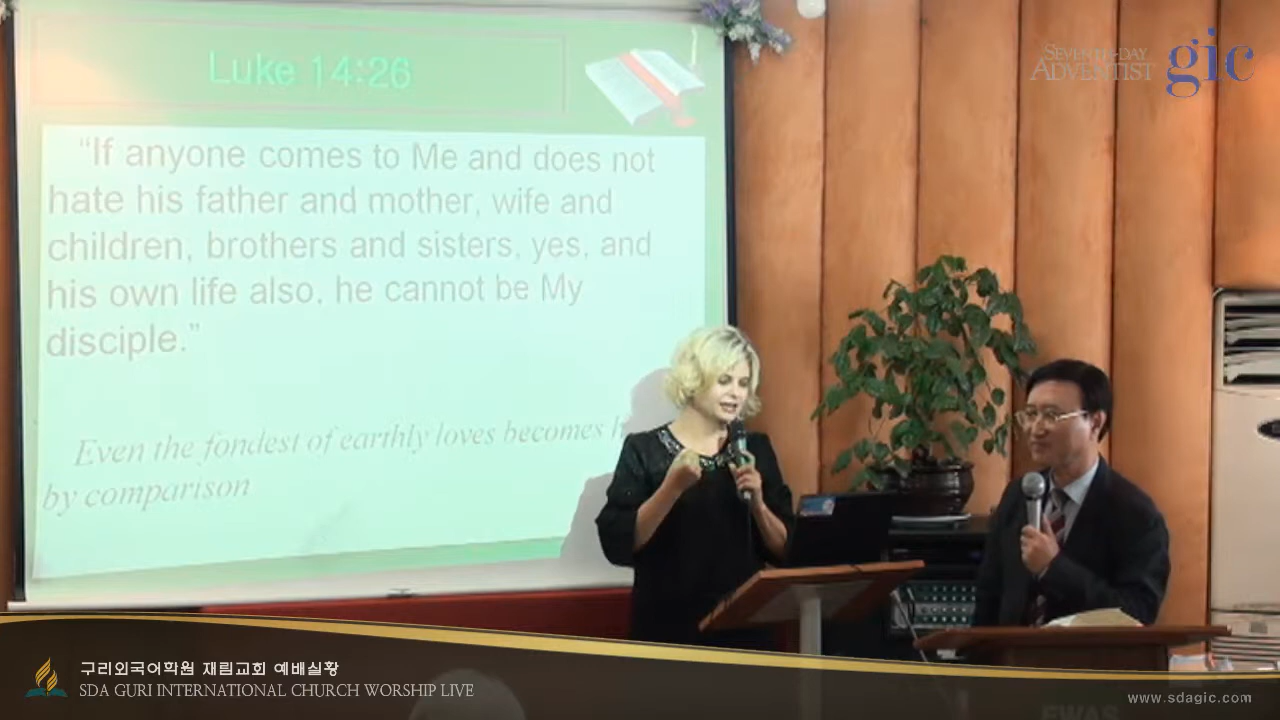 Luke 14:26
SEVENTH-DAY
ADVENTIST gic
"If anyone comes to Me and does not
hate his father and mother, wife and
children, brothers and sisters, yes, and
his own life also, he cannot be My
disciple."
Even the fondest of earthly loves becomes
by comparison
구리외국어학원 재림교회 예배실황
SDA GURI INTERNATIONAL CHURCH WORSHIP LIVE
www.sdagic.com